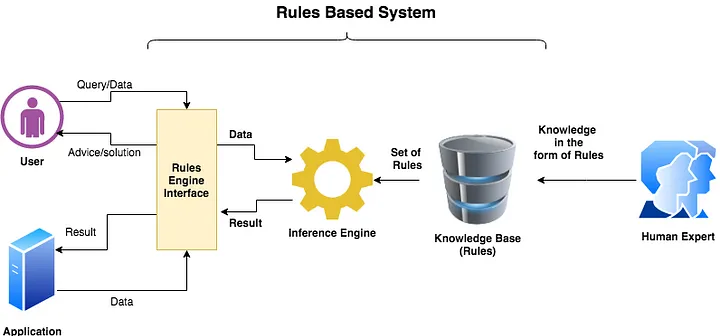 Rules Based System
Query/Data
User
Advice/solution
Rules
Engine
Interface
Data
Result
Inference Engine
Set of
Rules
Knowledge Base
(Rules)
Knowledge
in the
form of Rules
Human Expert
Result
Data
Application